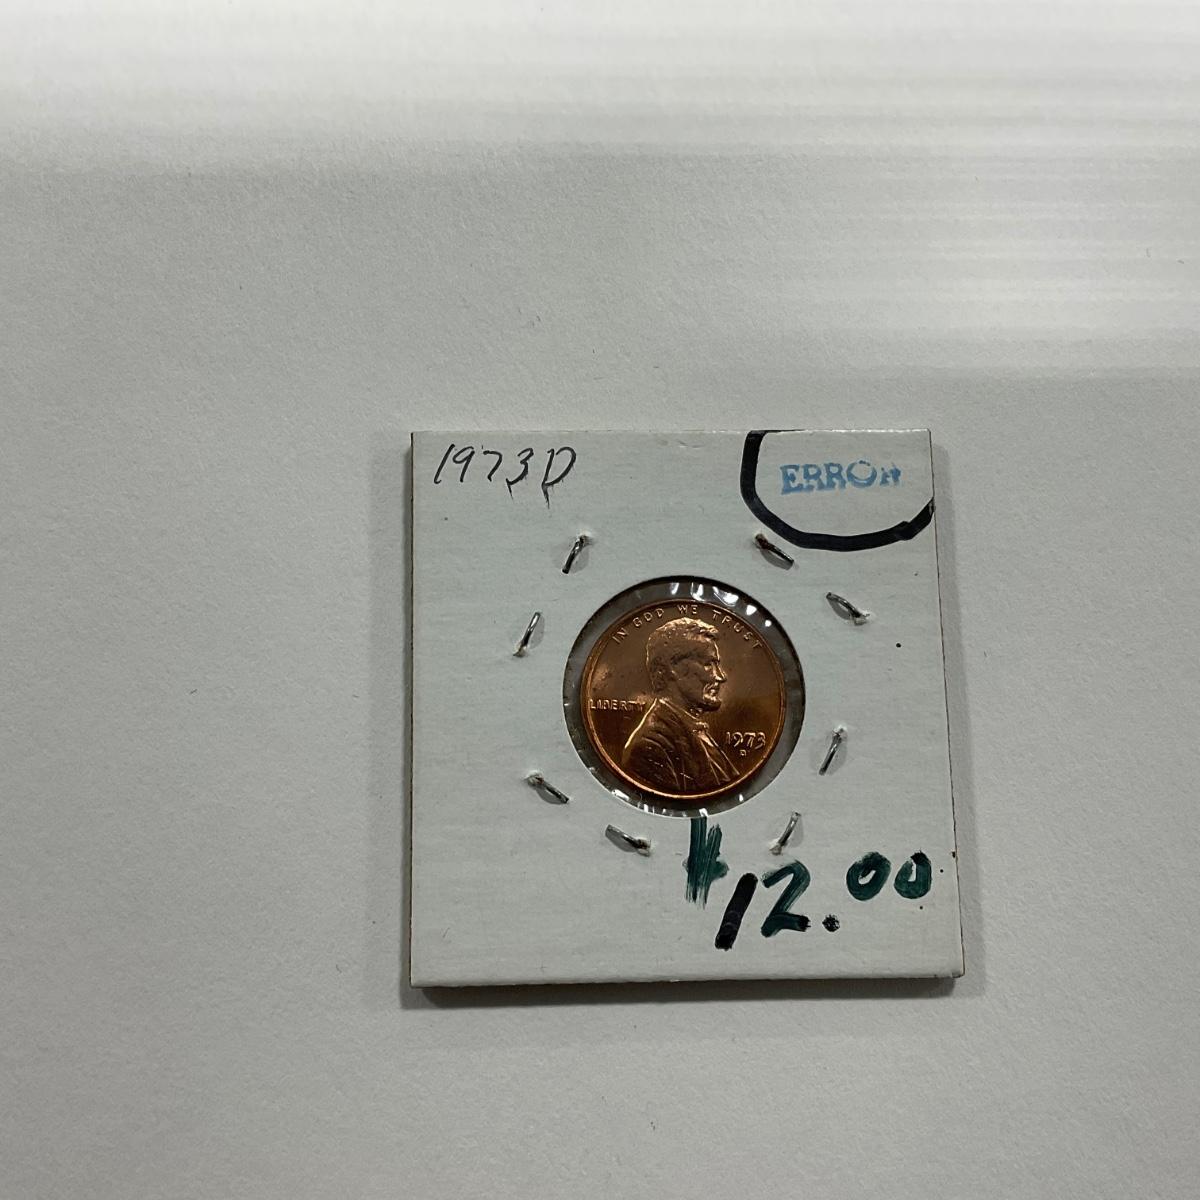 1973D
ERROR
IN GOD WE TRUST
LIBERTY
1973
D
$12.00